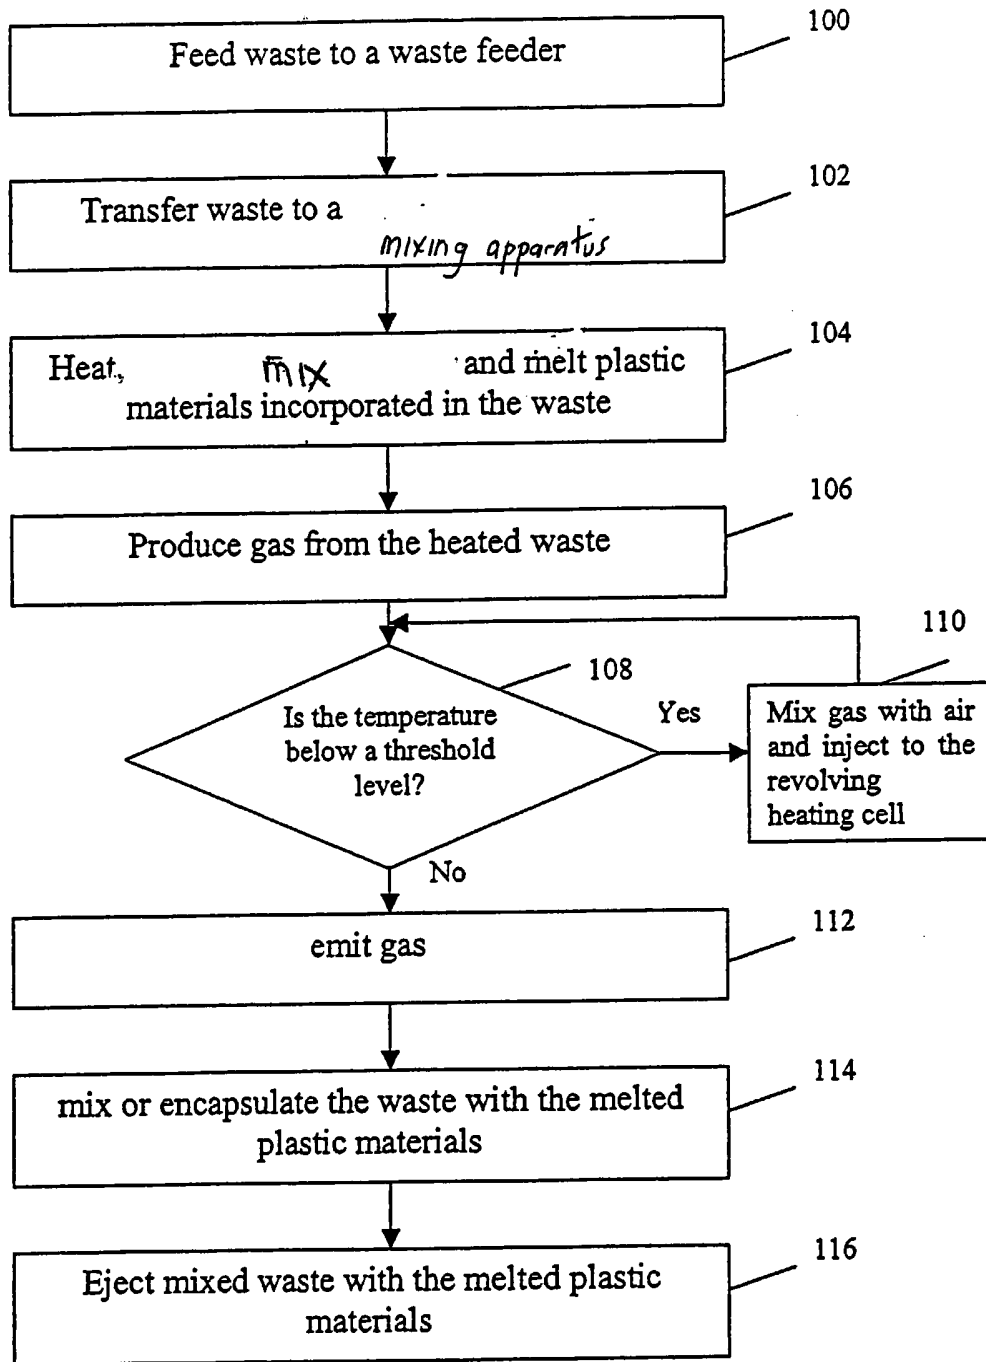 100
Feed waste to a waste feeder
102
Transfer waste to a
mixing apparatus
104
Heat, mix and melt plastic
materials incorporated in the waste
106
Produce gas from the heated waste
110
108
Is the temperature
below a threshold
level?
Yes
Mix gas with air
and inject to the
revolving
heating cell
No
112
emit gas
114
mix or encapsulate the waste with the melted
plastic materials
116
Eject mixed waste with the melted plastic
materials